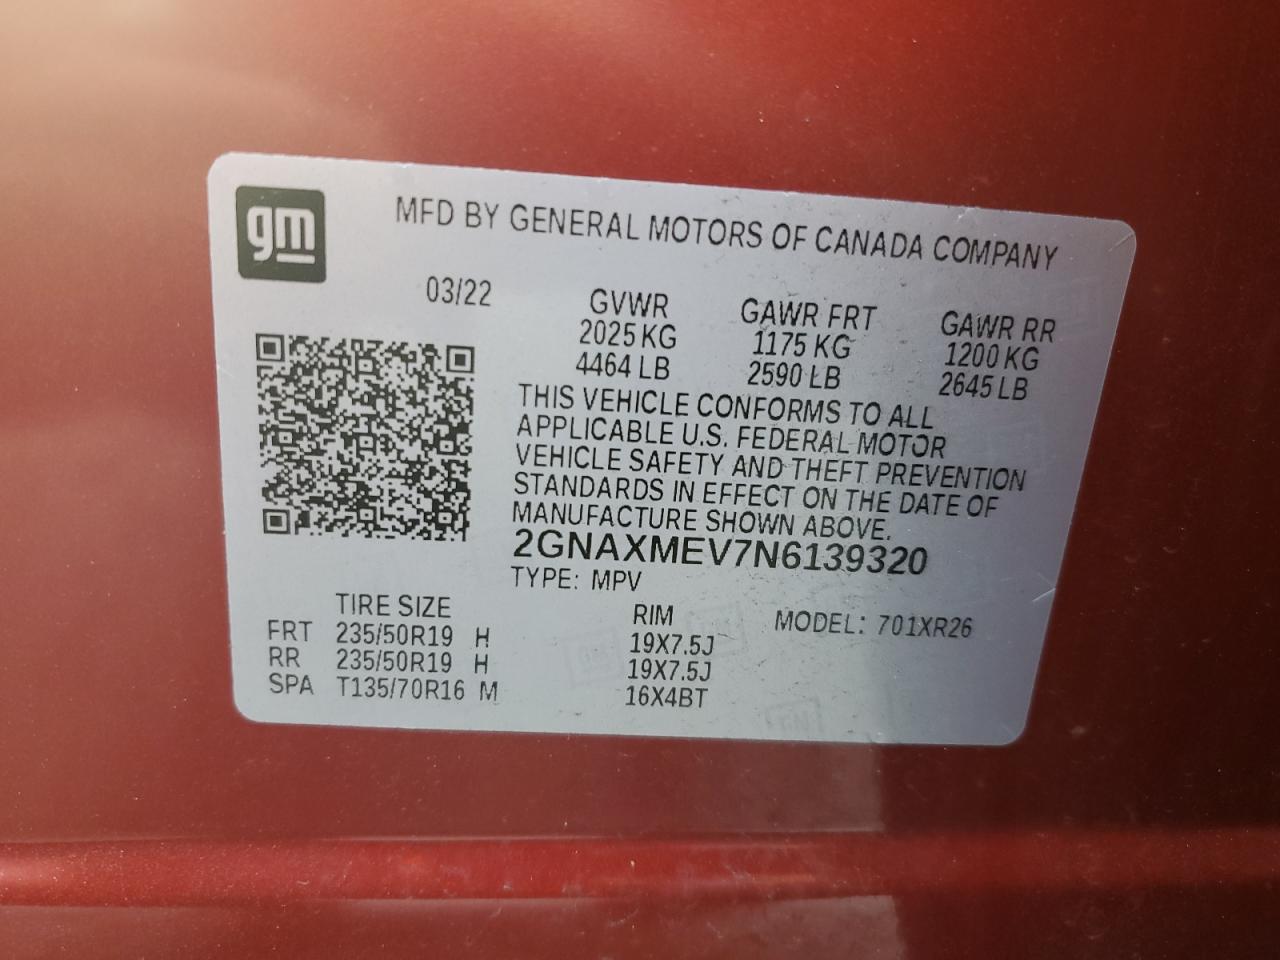 gm
MFD BY GENERAL MOTORS OF CANADA COMPANY
03/22
GVWR GAWR FRT GAWR RR
2025 KG 1175 KG 1200 KG
4464 LB 2590 LB 2645 LB
THIS VEHICLE CONFORMS TO ALL
APPLICABLE U.S. FEDERAL MOTOR
VEHICLE SAFETY AND THEFT PREVENTION
STANDARDS IN EFFECT ON THE DATE OF
MANUFACTURE SHOWN ABOVE.
2GNAXMEV7N6139320
TYPE: MPV
TIRE SIZE RIM MODEL: 701XR26
FRT 235/50R19 H 19X7.5J
RR 235/50R19 H 19X7.5J
SPA T135/70R16 M 16X4BT